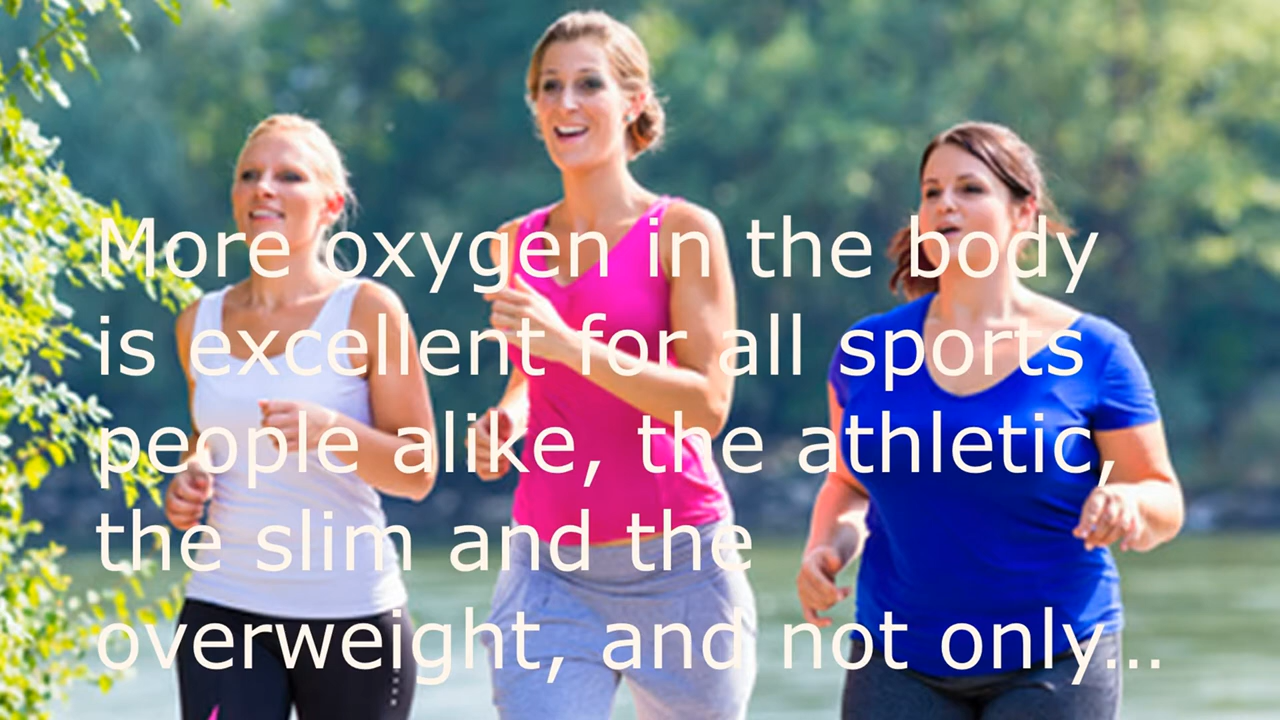 More oxygen in the body
is excellent for all sports
people alike, the athletic,
the slim and the
overweight, and not only...